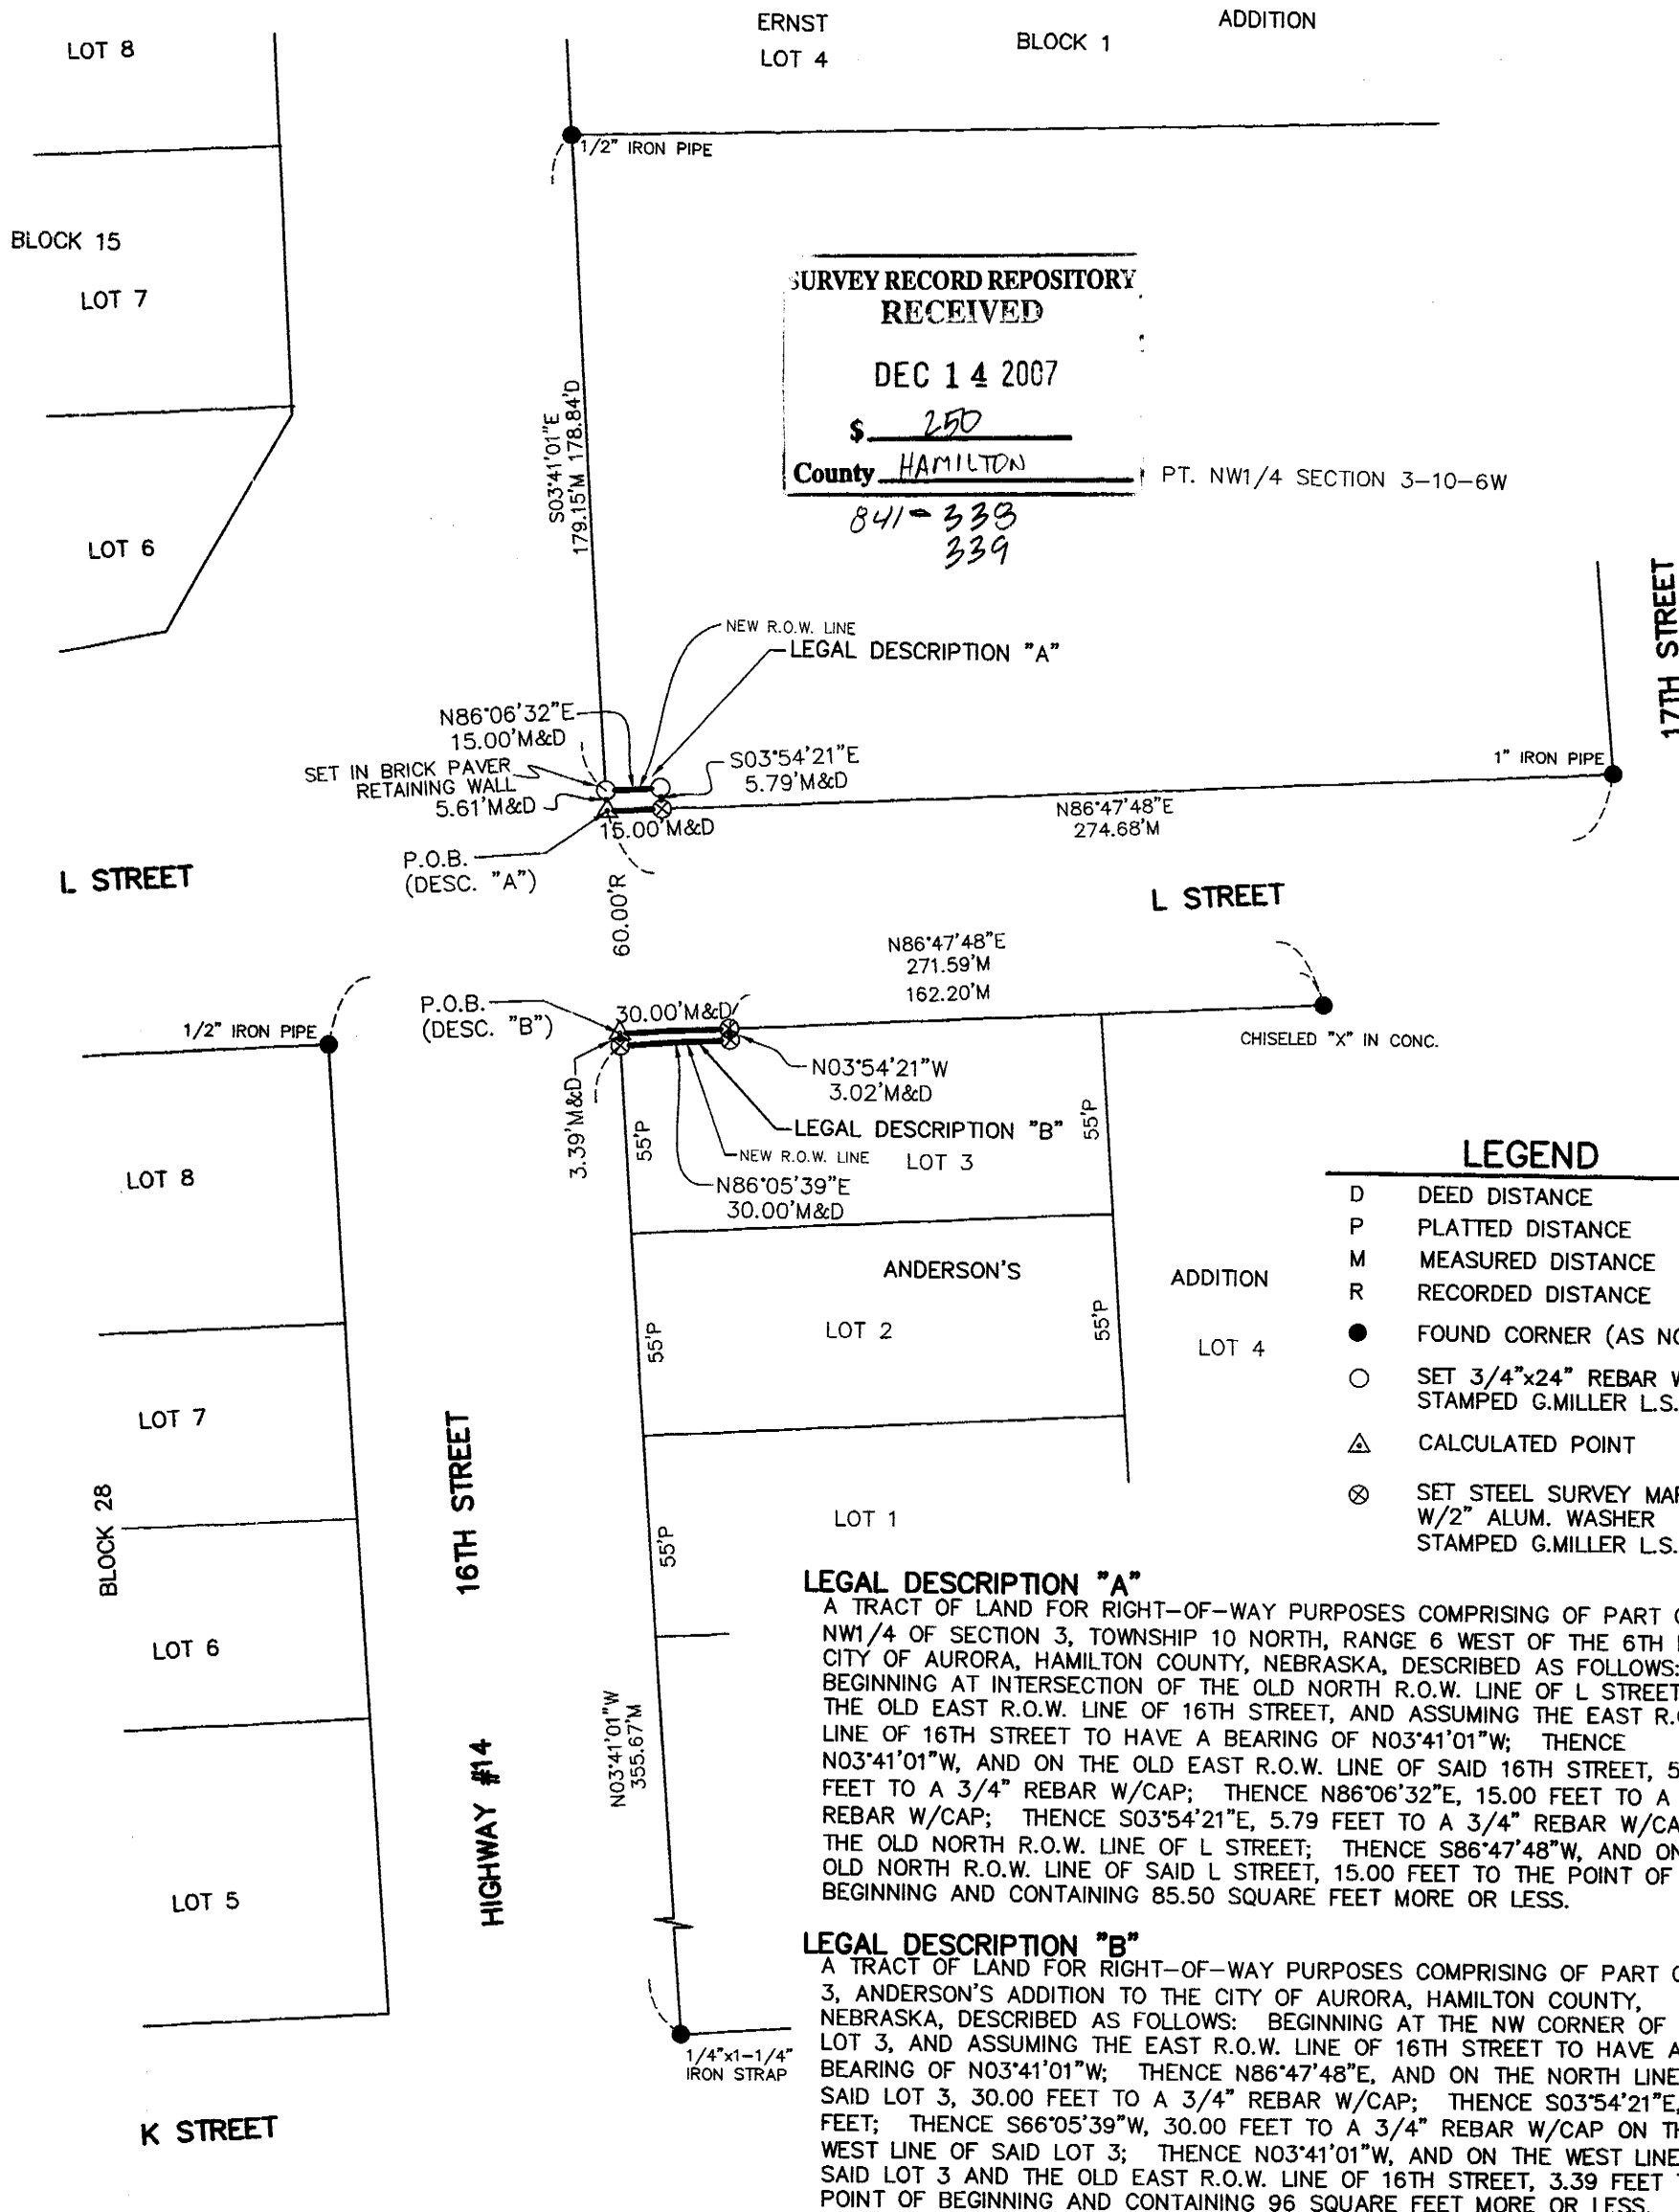 ERNST
LOT 4
BLOCK 1
ADDITION
LOT 8
1/2" IRON PIPE
BLOCK 15
LOT 7
SURVEY RECORD REPOSITORY
RECEIVED
DEC 14 2007
$ 250
County HAMILTON
841-338
339
PT. NW1/4 SECTION 3-10-6W
S03°41'01"E
179.15'M 178.84'D
LOT 6
17TH STREET
NEW R.O.W. LINE
LEGAL DESCRIPTION "A"
N86°06'32"E
15.00'M&D
SET IN BRICK PAVER
RETAINING WALL
5.61'M&D
S03°54'21"E
5.79'M&D
15.00'M&D
1" IRON PIPE
N86°47'48"E
274.68'M
P.O.B.
(DESC. "A")
L STREET
60.00'R
L STREET
N86°47'48"E
271.59'M
162.20'M
P.O.B.
(DESC. "B")
30.00'M&D
1/2" IRON PIPE
CHISELED "X" IN CONC.
N03°54'21"W
3.02'M&D
3.39'M&D
LEGAL DESCRIPTION "B"
55'P
55'P
NEW R.O.W. LINE
LOT 3
N86°05'39"E
30.00'M&D
LOT 8
LEGEND
D DEED DISTANCE
P PLATTED DISTANCE
M MEASURED DISTANCE
R RECORDED DISTANCE
FOUND CORNER (AS
SET 3/4"x24" REBAR
STAMPED G.MILLER L.S.
CALCULATED POINT
SET STEEL SURVEY
W/2" ALUM. WASHER
STAMPED G.MILLER L.S.
ANDERSON'S
ADDITION
LOT 2
55'P
55'P
LOT 4
LOT 7
16TH STREET
BLOCK 28
LOT 1
55'P
LOT 6
N03°41'01"W
355.67'M
HIGHWAY #14
LOT 5
1/4"x1-1/4"
IRON STRAP
K STREET
LEGAL DESCRIPTION "A"
A TRACT OF LAND FOR RIGHT-OF-WAY PURPOSES COMPRISING OF PART
NW1/4 OF SECTION 3, TOWNSHIP 10 NORTH, RANGE 6 WEST OF THE 6TH
CITY OF AURORA, HAMILTON COUNTY, NEBRASKA, DESCRIBED AS FOLLOWS:
BEGINNING AT INTERSECTION OF THE OLD NORTH R.O.W. LINE OF L STREET
THE OLD EAST R.O.W. LINE OF 16TH STREET, AND ASSUMING THE EAST
LINE OF 16TH STREET TO HAVE A BEARING OF N03°41'01"W; THENCE
N03°41'01"W, AND ON THE OLD EAST R.O.W. LINE OF SAID 16TH STREET,
FEET TO A 3/4" REBAR W/CAP; THENCE N86°06'32"E, 15.00 FEET TO A
REBAR W/CAP; THENCE S03°54'21"E, 5.79 FEET TO A 3/4" REBAR
THE OLD NORTH R.O.W. LINE OF L STREET; THENCE S86°47'48"W, AND ON
OLD NORTH R.O.W. LINE OF SAID L STREET, 15.00 FEET TO THE POINT OF
BEGINNING AND CONTAINING 85.50 SQUARE FEET MORE OR LESS.
LEGAL DESCRIPTION "B"
A TRACT OF LAND FOR RIGHT-OF-WAY PURPOSES COMPRISING OF PART
3, ANDERSON'S ADDITION TO THE CITY OF AURORA, HAMILTON COUNTY,
NEBRASKA, DESCRIBED AS FOLLOWS: BEGINNING AT THE NW CORNER OF
LOT 3, AND ASSUMING THE EAST R.O.W. LINE OF 16TH STREET TO HAVE A
BEARING OF N03°41'01"W; THENCE N86°47'48"E, AND ON THE NORTH LINE
SAID LOT 3, 30.00 FEET TO A 3/4" REBAR W/CAP; THENCE S03°54'21"E,
FEET; THENCE S66°05'39"W, 30.00 FEET TO A 3/4" REBAR W/CAP ON
WEST LINE OF SAID LOT 3; THENCE N03°41'01"W, AND ON THE WEST LINE
SAID LOT 3 AND THE OLD EAST R.O.W. LINE OF 16TH STREET, 3.39 FEET
POINT OF BEGINNING AND CONTAINING 96 SQUARE FEET MORE OR LESS.